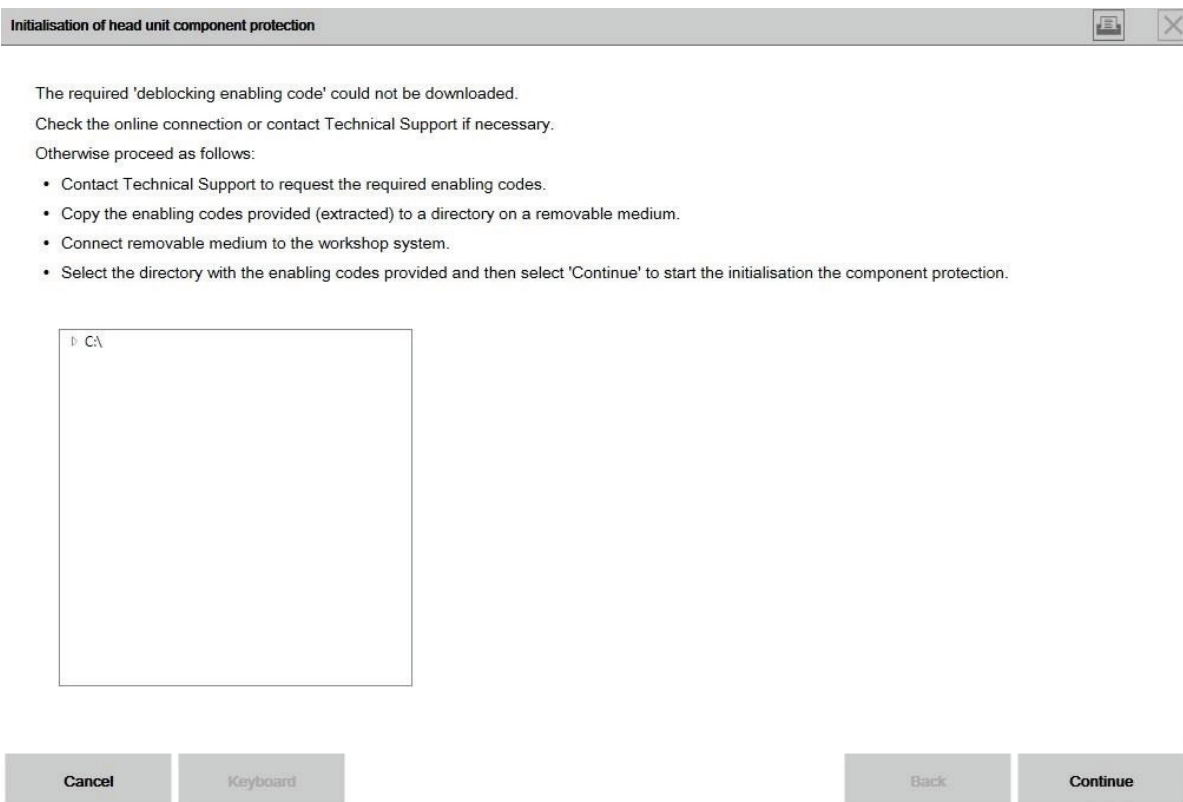 Initialisation of head unit component protection
The required 'deblocking enabling code' could not be downloaded.
Check the online connection or contact Technical Support if necessary.
Otherwise proceed as follows:
• Contact Technical Support to request the required enabling codes.
• Copy the enabling codes provided (extracted) to a directory on a removable medium.
• Connect removable medium to the workshop system.
• Select the directory with the enabling codes provided and then select 'Continue' to start the initialisation the component protection.
C:\
Cancel Keyboard Back Continue